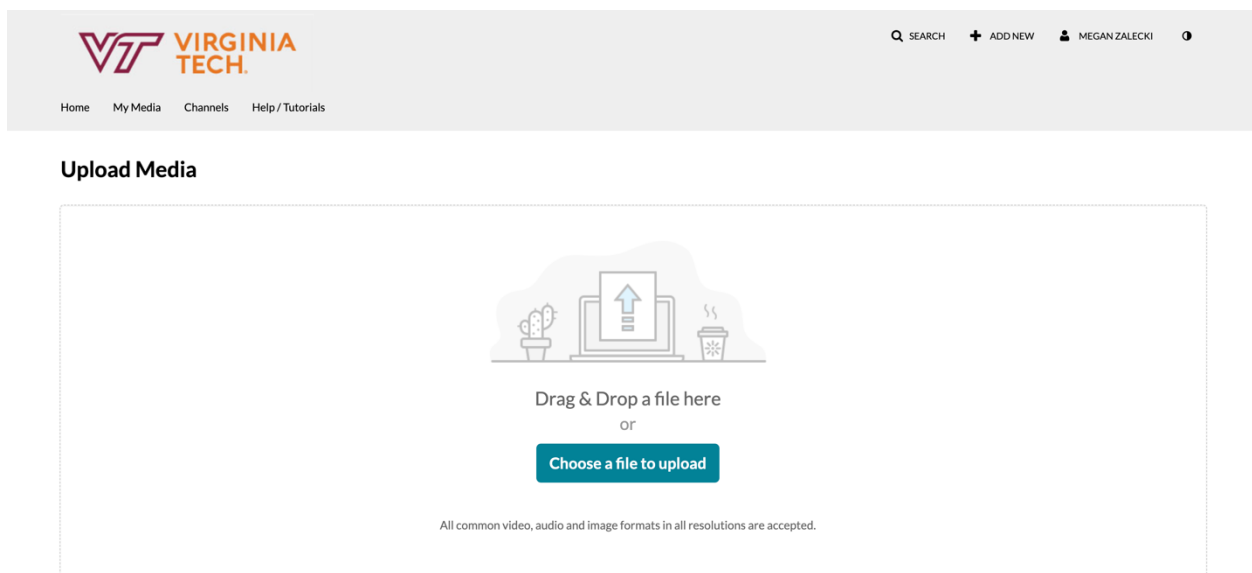 VT VIRGINIA
TECH.
SEARCH ADD NEW MEGAN ZALECKI
Home My Media Channels Help / Tutorials
Upload Media
Drag & Drop a file here
or
Choose a file to upload
All common video, audio and image formats in all resolutions are accepted.